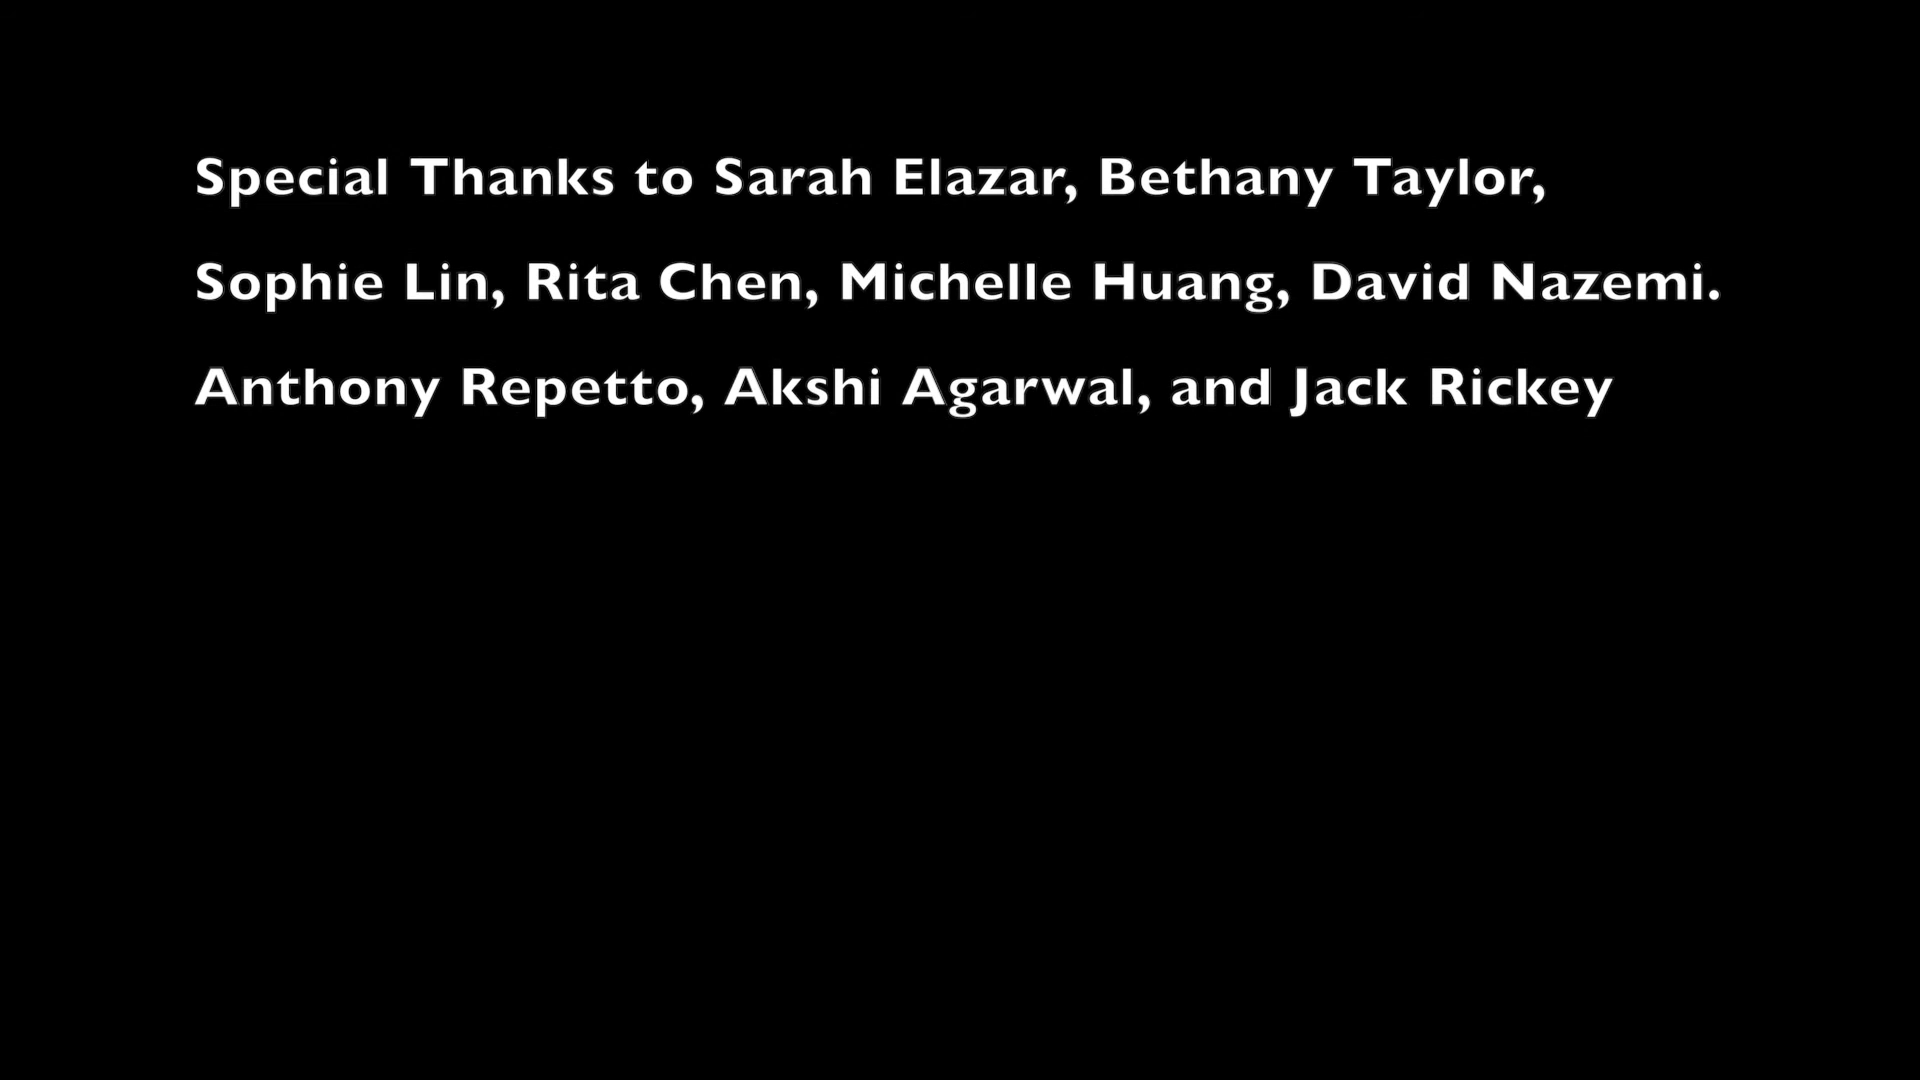 Special Thanks to Sarah Elazar, Bethany Taylor,
Sophie Lin, Rita Chen, Michelle Huang, David Nazemi.
Anthony Repetto, Akshi Agarwal, and Jack Rickey